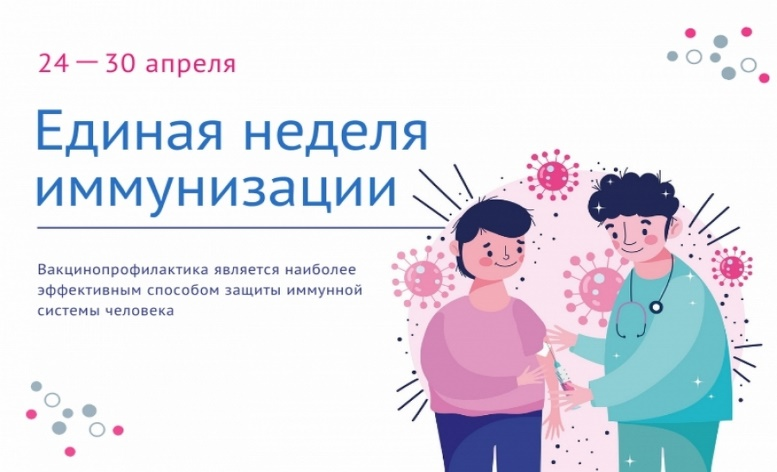 24 — 30 апреля
Единая неделя
иммунизации
Вакцинопрофилактика является наиболее
эффективным способом защиты иммунной
системы человека